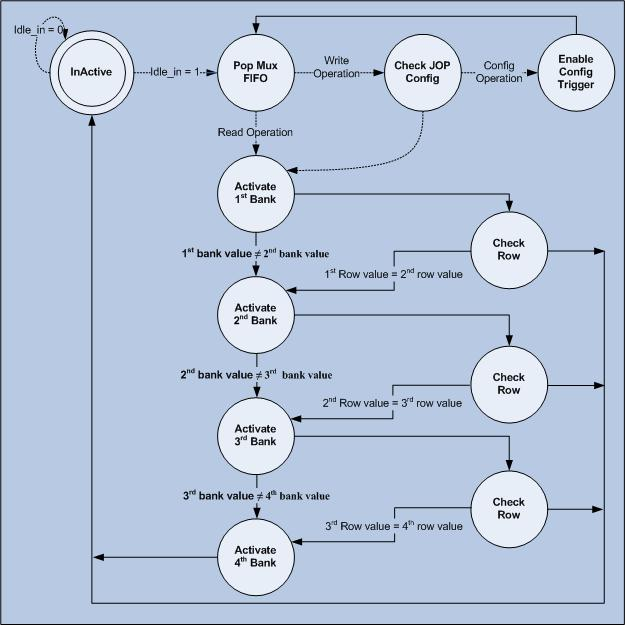 Idle_in = 0
InActive
Idle_in = 1
Pop Mux
FIFO
Write
Operation
Check JOP
Config
Config
Operation
Enable
Config
Trigger
Read Operation
Activate
1st Bank
Check
Row
1st bank value ≠ 2nd bank value
1st Row value = 2nd row value
Activate
2nd Bank
Check
Row
2nd bank value ≠ 3rd bank value
2nd Row value = 3rd row value
Activate
3rd Bank
Check
Row
3rd bank value ≠ 4th bank value
3rd Row value = 4th row value
Activate
4th Bank